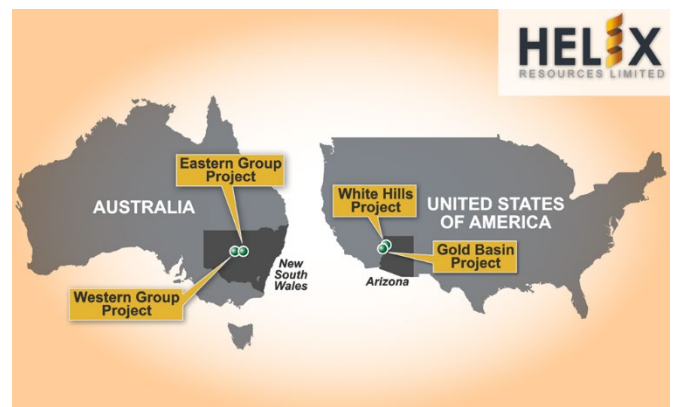 HELIX
RESOURCES LIMITED
Eastern Group
Project
AUSTRALIA
New
South
Wales
Western Group
Project
White Hills
Project
UNITED STATES
OF AMERICA
Gold Basin
Project
Arizona